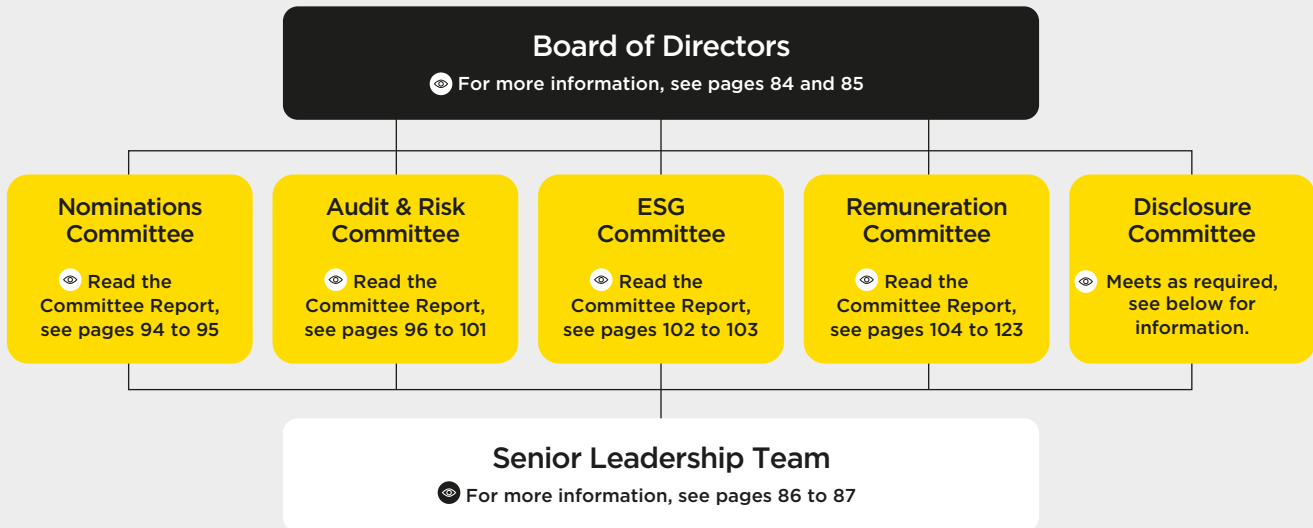 Board of Directors
For more information, see pages 84 and 85
Nominations
Committee
Read the
Committee Report,
see pages 94 to 95
Audit & Risk
Committee
Read the
Committee Report,
see pages 96 to 101
ESG
Committee
Read the
Committee Report,
see pages 102 to 103
Remuneration
Committee
Read the
Committee Report,
see pages 104 to 123
Disclosure
Committee
Meets as required,
see below for
information.
Senior Leadership Team
For more information, see pages 86 to 87